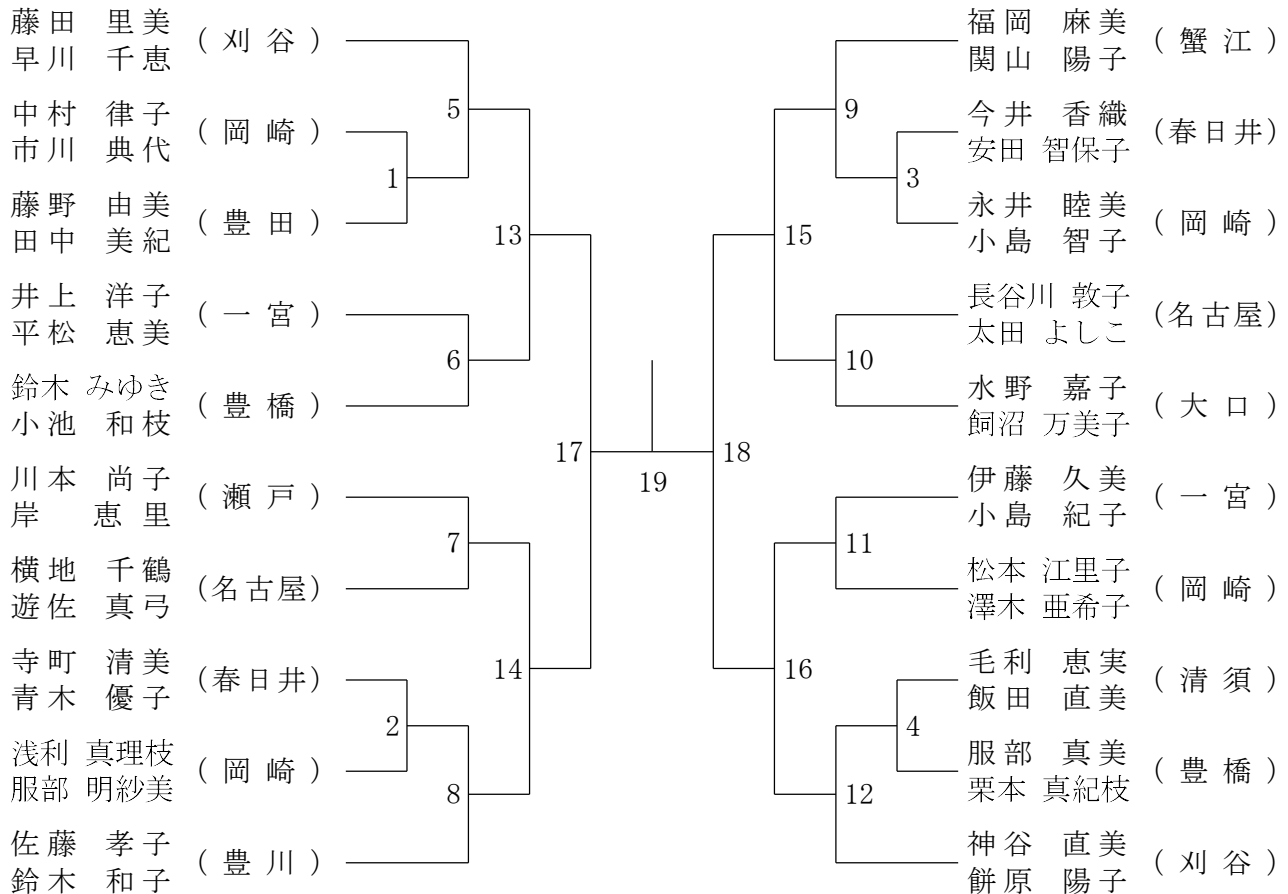 藤田 里美
早川 千恵
(刈谷)
中村 律子
市川 典代
(岡崎)
藤野 由美
田中 美紀
(豊田)
井上 洋子
平松 恵美
(一宮)
鈴木 みゆき
小池 和枝
(豊橋)
川本 尚子
岸 恵里
(瀬戸)
横地 千鶴
遊佐 真弓
(名古屋)
寺町 清美
青木 優子
(春日井)
浅利 真理枝
服部 明紗美
(岡崎)
佐藤 孝子
鈴木 和子
(豊川)
5
1
13
6
17
7
14
2
8
19
9
3
15
10
18
11
16
4
12
福岡 麻美
関山 陽子
(蟹江)
今井 香織
安田 智保子
(春日井)
永井 睦美
小島 智子
(岡崎)
長谷川 敦子
太田 よしこ
(名古屋)
水野 嘉子
飼沼 万美子
(大口)
伊藤 久美
小島 紀子
(一宮)
松本 江里子
澤木 亜希子
(岡崎)
毛利 恵実
飯田 直美
(清須)
服部 真美
栗本 真紀枝
(豊橋)
神谷 直美
餅原 陽子
(刈谷)